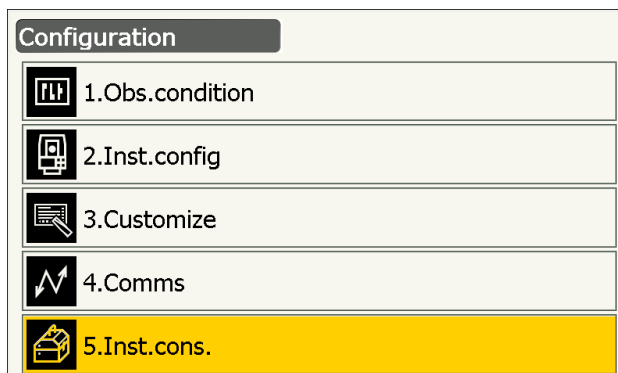 Configuration
1.Obs.condition
2.Inst.config
3.Customize
4.Comms
5.Inst.cons.